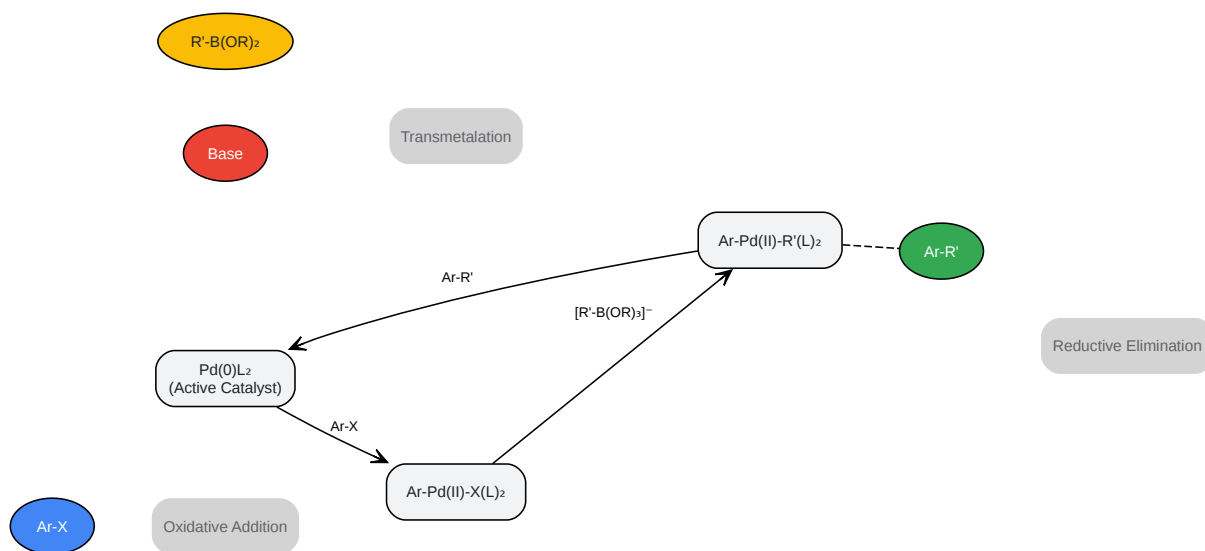 R'-B(OR)₂
Transmetalation
Base
Ar-Pd(II)-R'(L)₂
Ar-R'
Ar-R'
[R'-B(OR)₃]⁻
Reductive Elimination
Pd(0)L₂
(Active Catalyst)
Ar-X
Ar-Pd(II)-X(L)₂
Ar-X
Oxidative Addition